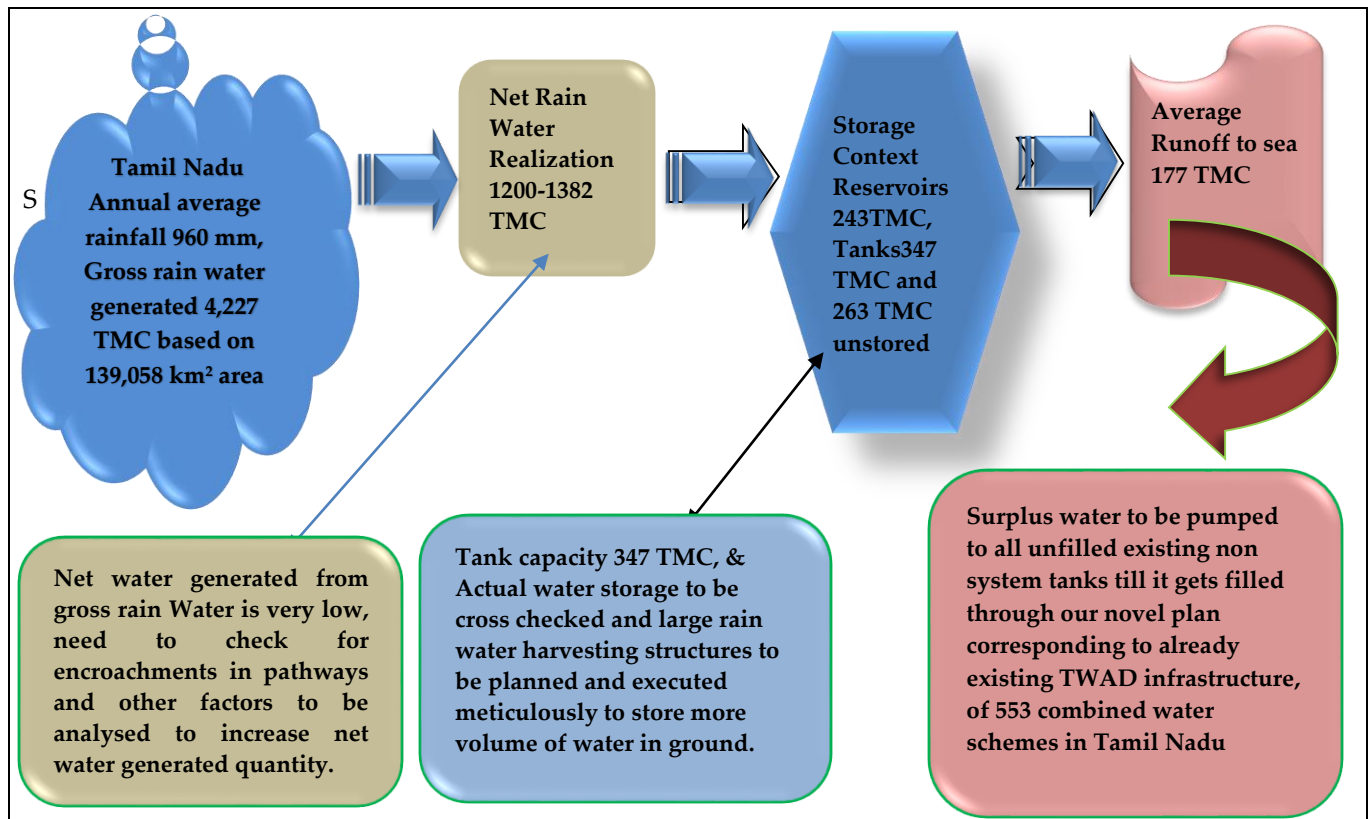 S
Tamil Nadu
Annual average
rainfall 960 mm,
Gross rain water
generated 4,227
TMC based on
139,058 km² area
Net Rain
Water
Realization
1200-1382
TMC
Storage
Context
Reservoirs
243TMC,
Tanks347
TMC and
263 TMC
unstored
Average
Runoff to sea
177 TMC
Net water generated from
gross rain Water is very low,
need to check for
encroachments in pathways
and other factors to be
analysed to increase net
water generated quantity.
Tank capacity 347 TMC, &
Actual water storage to be
cross checked and large rain
water harvesting structures to
be planned and executed
meticulously to store more
volume of water in ground.
Surplus water to be pumped
to all unfilled existing non
system tanks till it gets filled
through our novel plan
corresponding to already
existing TWAD infrastructure,
of 553 combined water
schemes in Tamil Nadu